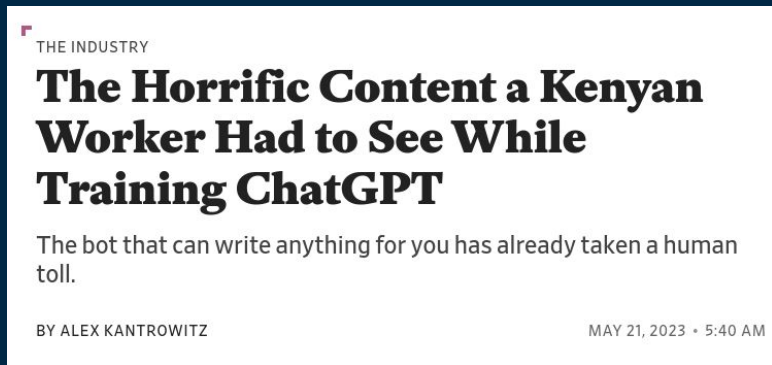 THE INDUSTRY
The Horrific Content a Kenyan
Worker Had to See While
Training ChatGPT
The bot that can write anything for you has already taken a human
toll.
BY ALEX KANTROWITZ
MAY 21, 2023 • 5:40 AM